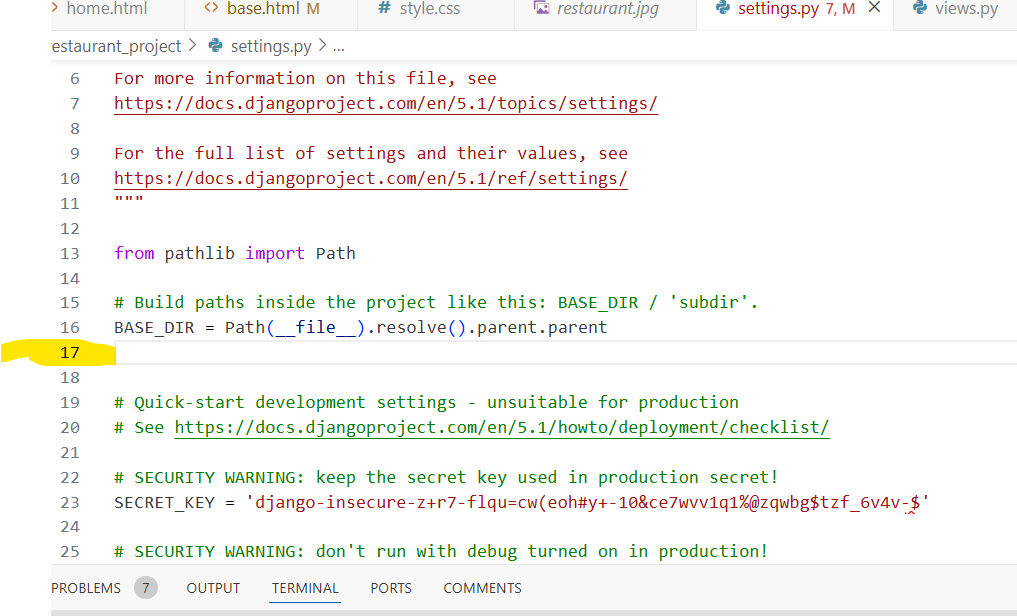 home.html <> base.html M # style.css restaurant.jpg settings.py 7, M views.py
estaurant_project > settings.py > ...
6 For more information on this file, see
7 https://docs.djangoproject.com/en/5.1/topics/settings/
8
9 For the full list of settings and their values, see
10 https://docs.djangoproject.com/en/5.1/ref/settings/
11 """
12
13 from pathlib import Path
14
15 # Build paths inside the project like this: BASE_DIR / 'subdir'.
16 BASE_DIR = Path(__file__).resolve().parent.parent
17
18
19 # Quick-start development settings - unsuitable for production
20 # See https://docs.djangoproject.com/en/5.1/howto/deployment/checklist/
21
22 # SECURITY WARNING: keep the secret key used in production secret!
23 SECRET_KEY = 'django-insecure-z+r7-flqu=cw(eoh#y+-10&ce7wvv1q1%@zqwbg$tzf_6v4v-$'
24
25 # SECURITY WARNING: don't run with debug turned on in production!
PROBLEMS 7 OUTPUT TERMINAL PORTS COMMENTS